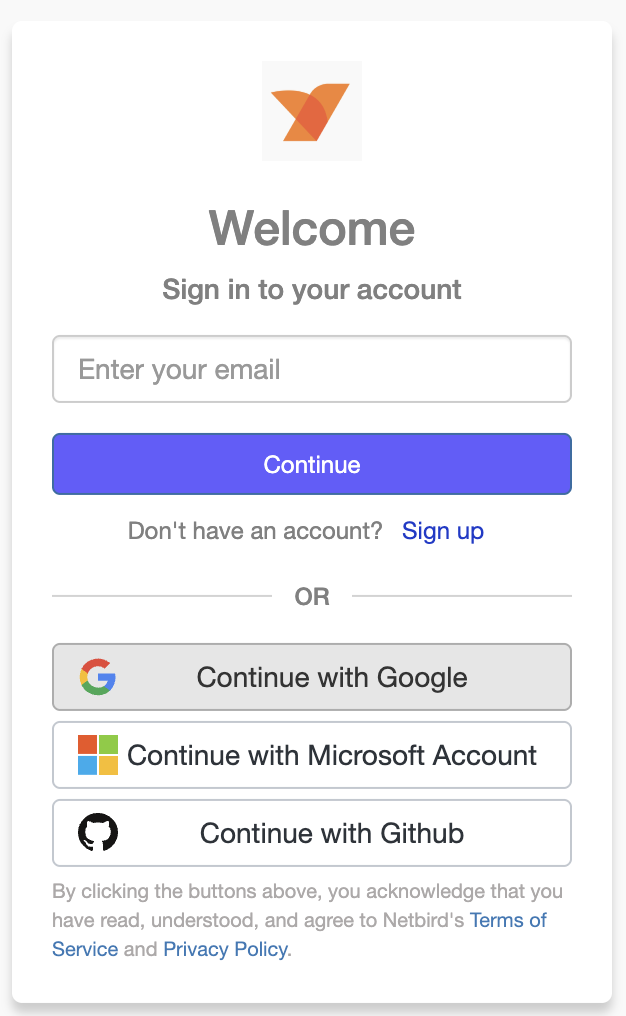 Welcome
Sign in to your account
Enter your email
Continue
Don't have an account? Sign up
OR
Continue with Google
Continue with Microsoft Account
Continue with Github
By clicking the buttons above, you acknowledge that you
have read, understood, and agree to Netbird's Terms of
Service and Privacy Policy.